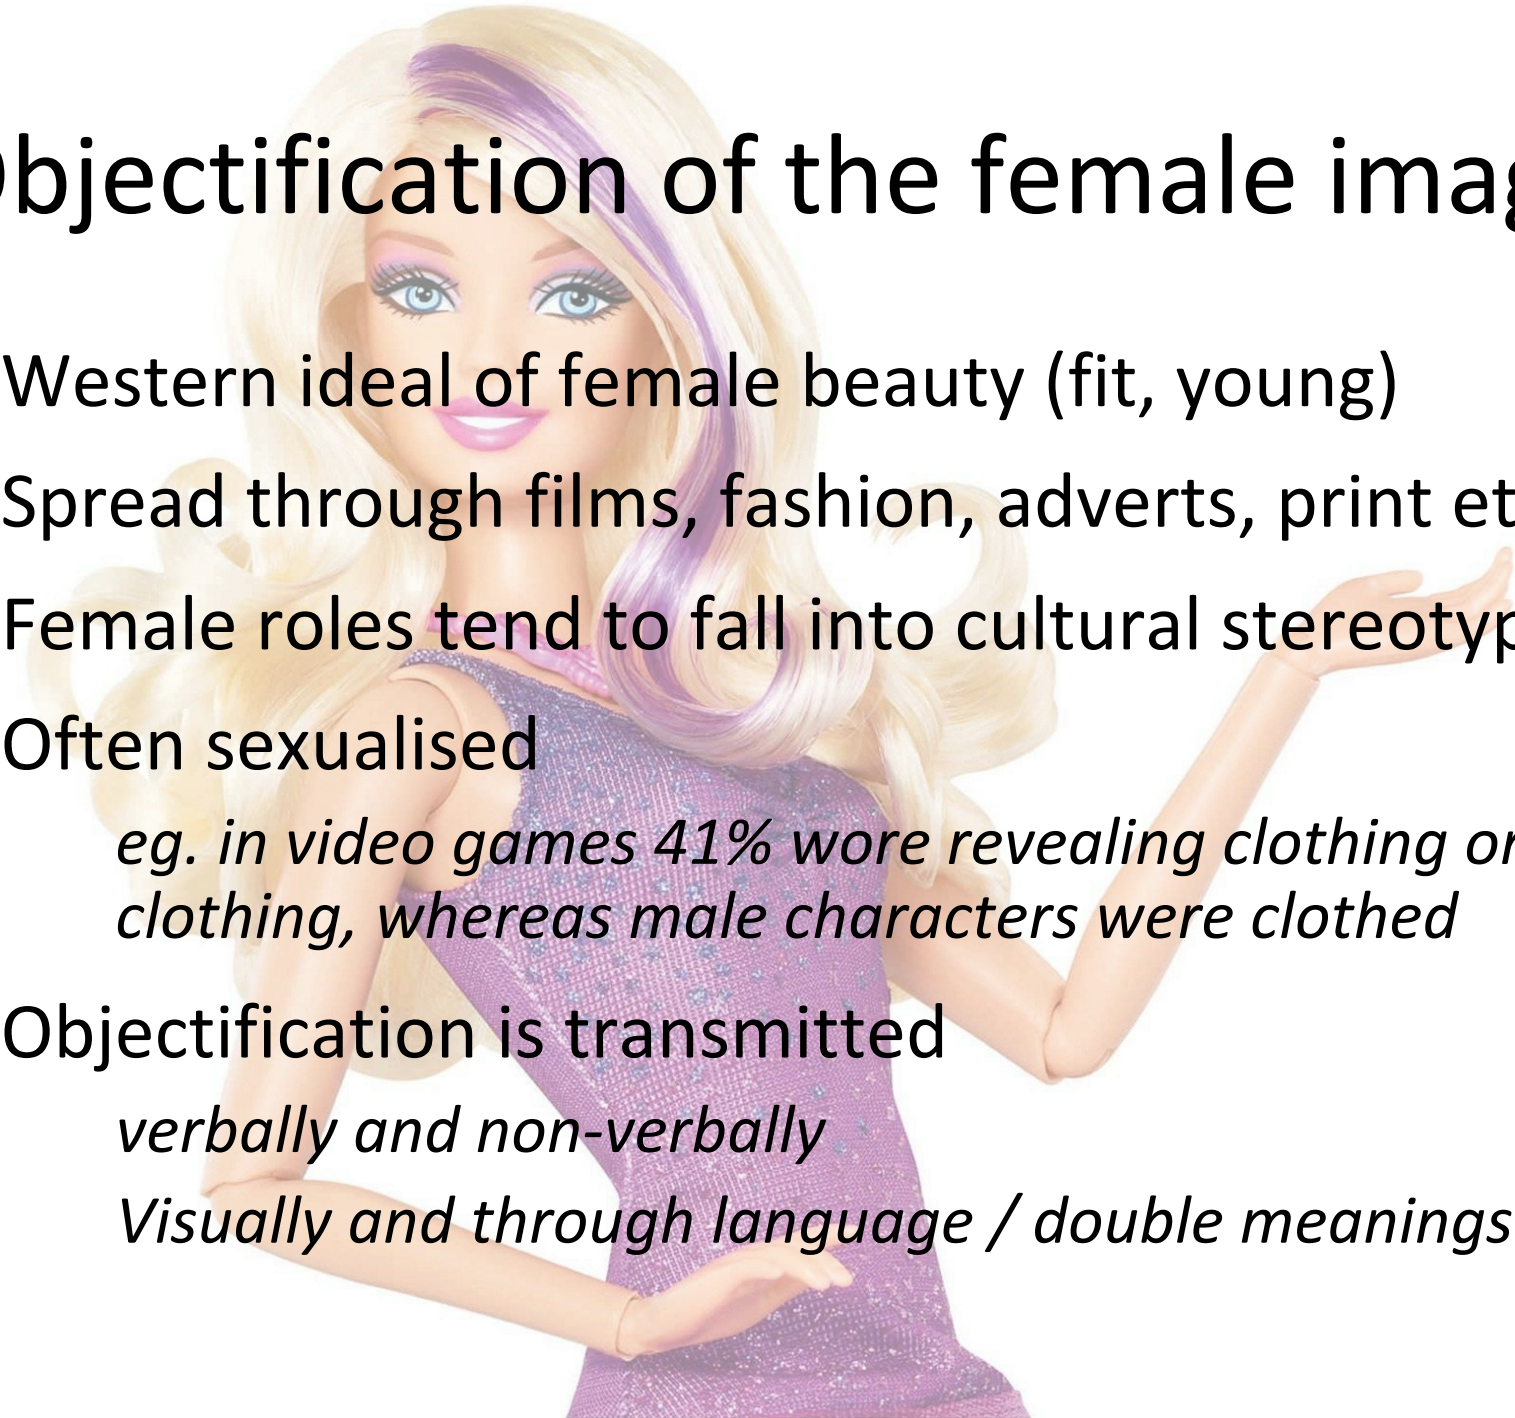 Objectification of the female imag
Western ideal of female beauty (fit, young)
Spread through films, fashion, adverts, print et
Female roles tend to fall into cultural stereotyp
Often sexualised
eg. in video games 41% wore revealing clothing or
clothing, whereas male characters were clothed
Objectification is transmitted
verbally and non-verbally
Visually and through language / double meanings